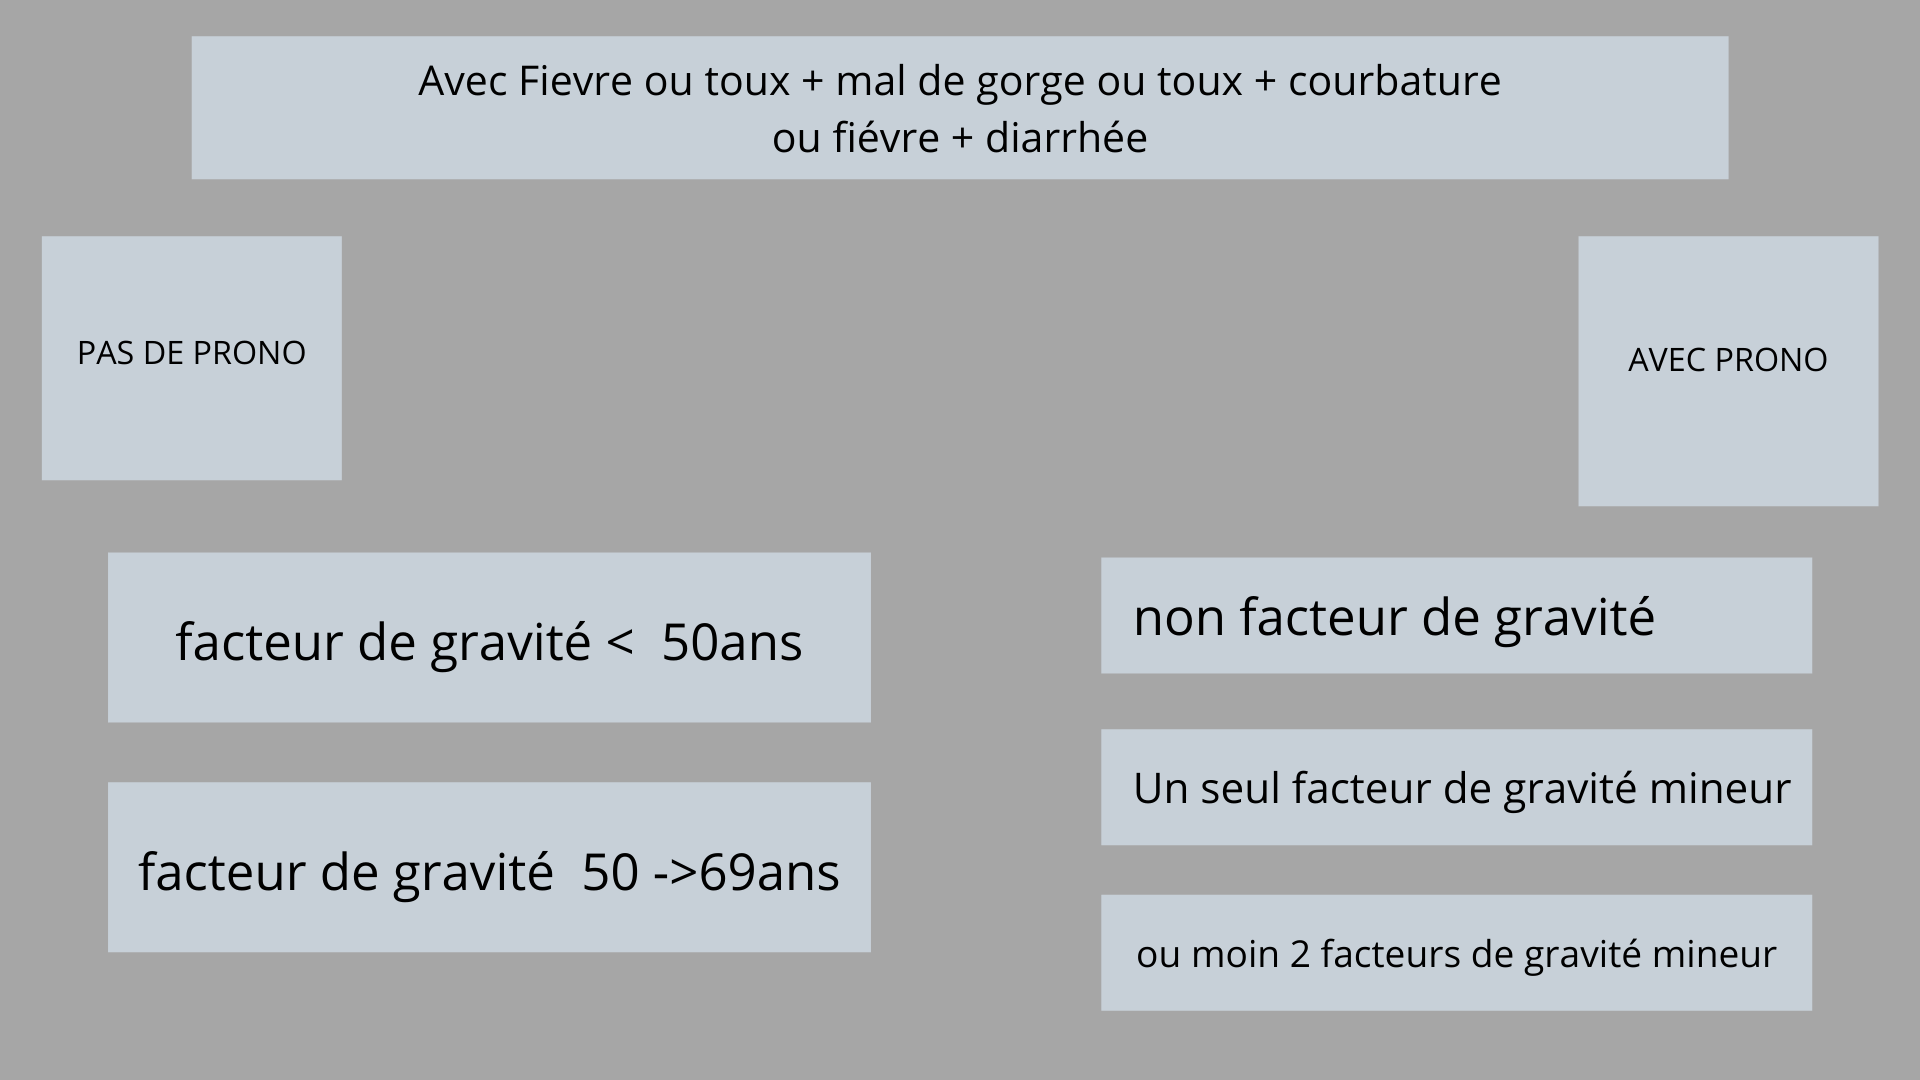 Avec Fievre ou toux + mal de gorge ou toux + courbature
ou fiévre + diarrhée
PAS DE PRONO
AVEC PRONO
facteur de gravité <  50ans
facteur de gravité  50 ->69ans
non facteur de gravité
Un seul facteur de gravité mineur
ou moin 2 facteurs de gravité mineur